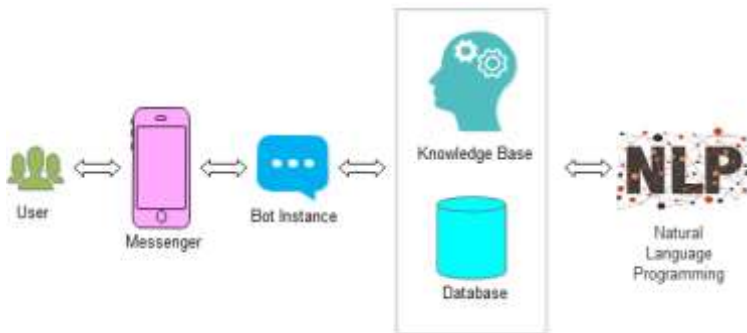 User
Messenger
Bot Instance
Knowledge Base
Database
NLP
Natural
Language
Programming